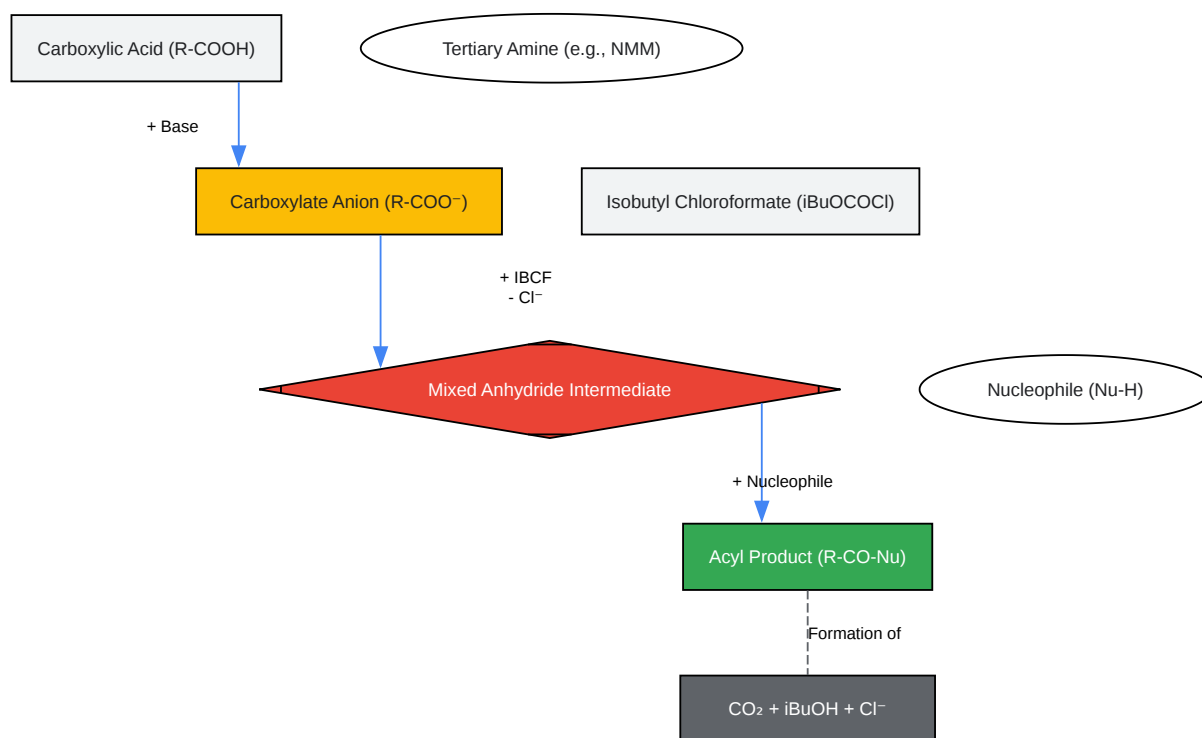 Carboxylic Acid (R-COOH)
Tertiary Amine (e.g., NMM)
+ Base
Carboxylate Anion (R-COO⁻)
Isobutyl Chloroformate (iBuOCOCl)
+ IBCF
- Cl⁻
Mixed Anhydride Intermediate
Nucleophile (Nu-H)
+ Nucleophile
Acyl Product (R-CO-Nu)
Formation of
CO₂ + iBuOH + Cl⁻